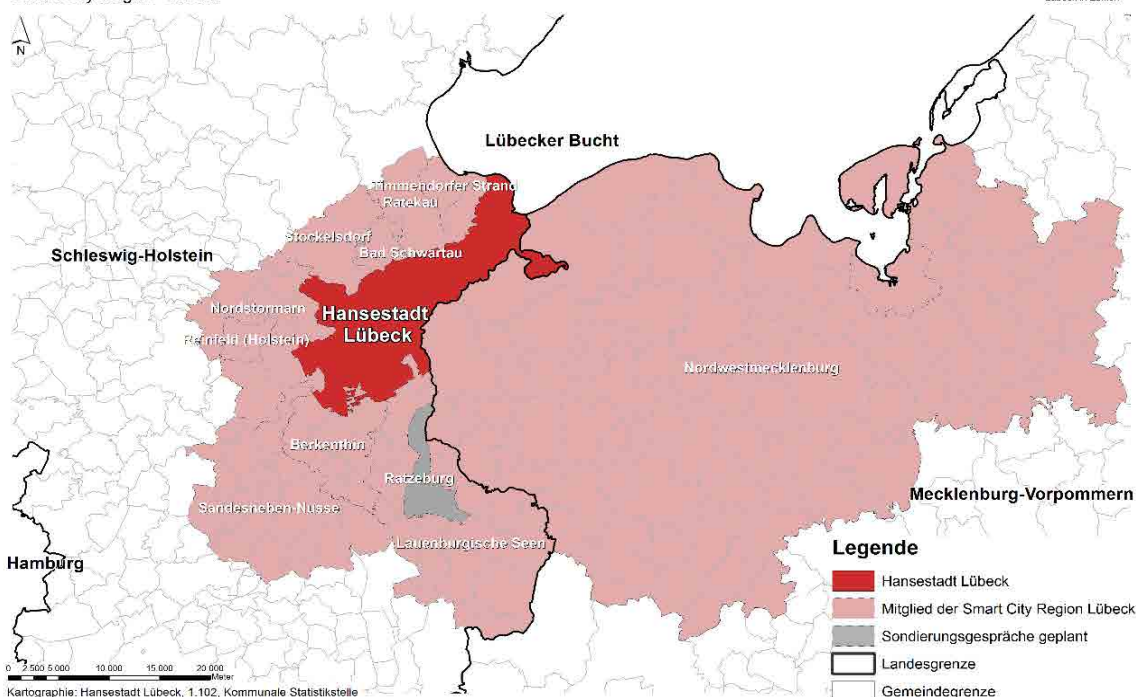 N
Lübecker Bucht
Timmendorfer Strand
Ratekau
Stockelsdorf
Bad Schwartau
Schleswig-Holstein
Nordstormarn
Hansestadt
Lübeck
Reinfeld (Holstein)
Nordwestmecklenburg
Berkenthin
Ratzeburg
Sandesneben-Nusse
Mecklenburg-Vorpommern
Lauenburgische Seen
Hamburg
Legende
Hansestadt Lübeck
Mitglied der Smart City Region Lübeck
Sondierungsgespräche geplant
Landesgrenze
Gemeindegrenze
0 2.500 5.000 10.000 15.000 20.000
Meter
Kartographie: Hansestadt Lübeck, 1.102, Kommunale Statistikstelle